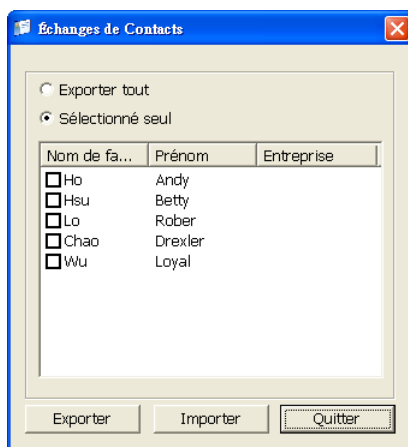 Échanges de Contacts
Exporter tout
Sélectionné seul
Nom de fa... Prénom Entreprise
Ho Andy
Hsu Betty
Lo Rober
Chao Drexler
Wu Loyal
Exporter Importer Quitter